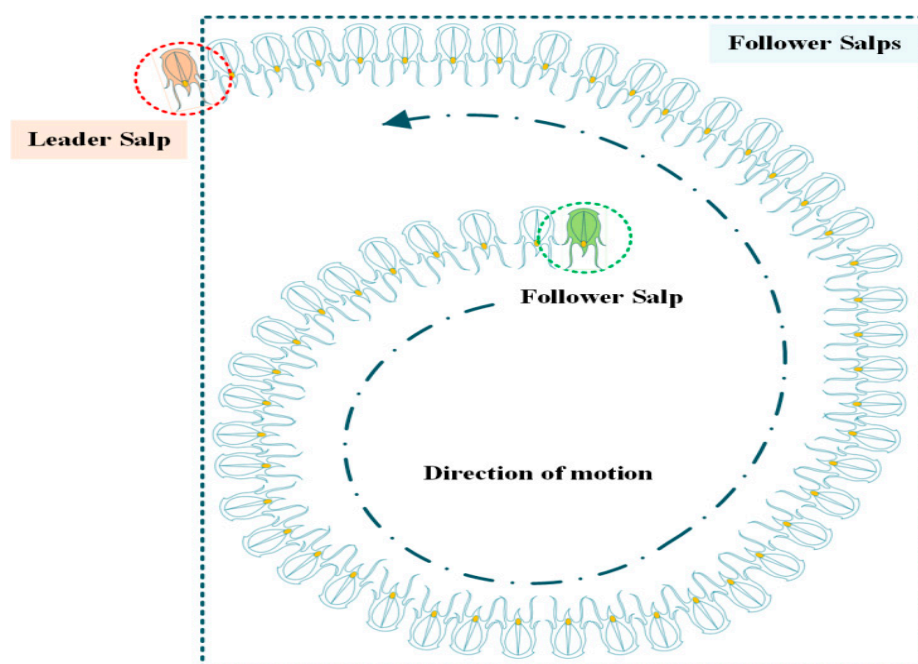 Follower Salps
Leader Salp
Follower Salp
Direction of motion